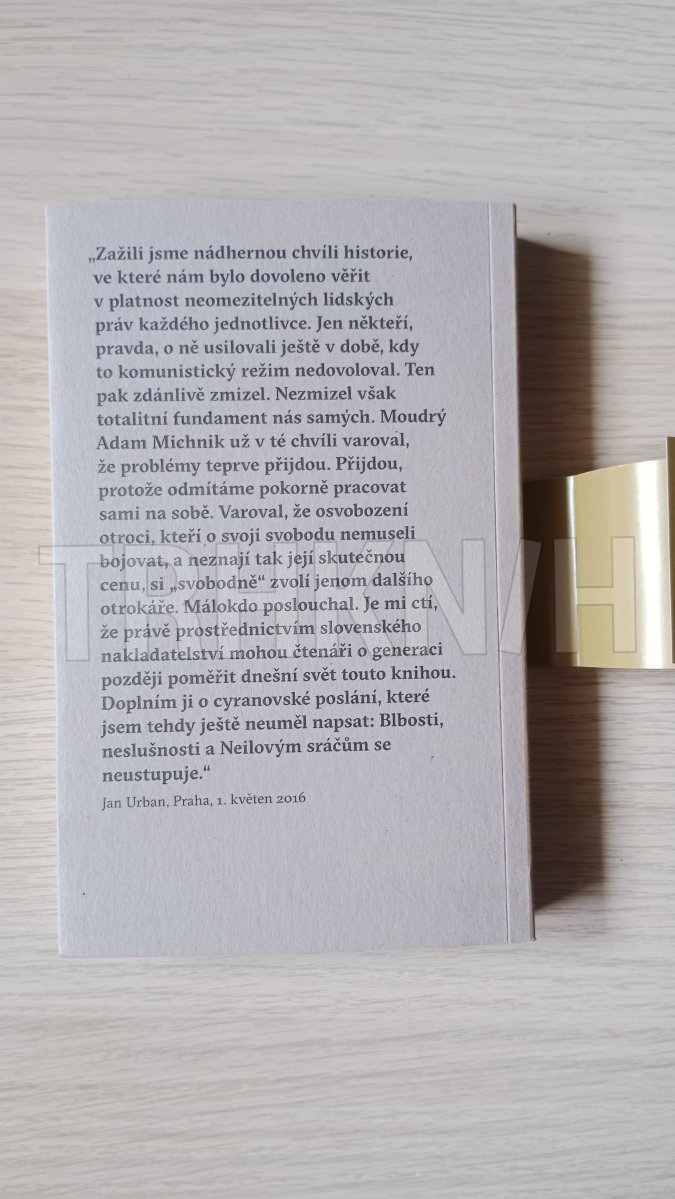 „Zažili jsme nádhernou chvíli historie,
ve které nám bylo dovoleno věřit
v platnost neomezitelných lidských
práv každého jednotlivce. Jen někteří,
pravda, o ně usilovali ještě v době, kdy
to komunistický režim nedovoloval. Ten
pak zdánlivě zmizel. Nezmizel však
totalitní fundament nás samých. Moudrý
Adam Michnik už v té chvíli varoval,
že problémy teprve přijdou. Přijdou,
protože odmítáme pokorně pracovat
sami na sobě. Varoval, že osvobození
otroci, kteří o svoji svobodu nemuseli
bojovat, a neznají tak její skutečnou
cenu, si „svobodně“ zvolí jenom dalšího
otrokáře. Málokdo poslouchal. Je mi ctí,
že právě prostřednictvím slovenského
nakladatelství mohou čtenáři o generaci
později poměřit dnešní svět touto knihou.
Doplním ji o cyranovské poslání, které
jsem tehdy ještě neuměl napsat: Blbosti,
neslušnosti a Neilovým sráčům se
neustupuje.“
Jan Urban, Praha, 1. květen 2016